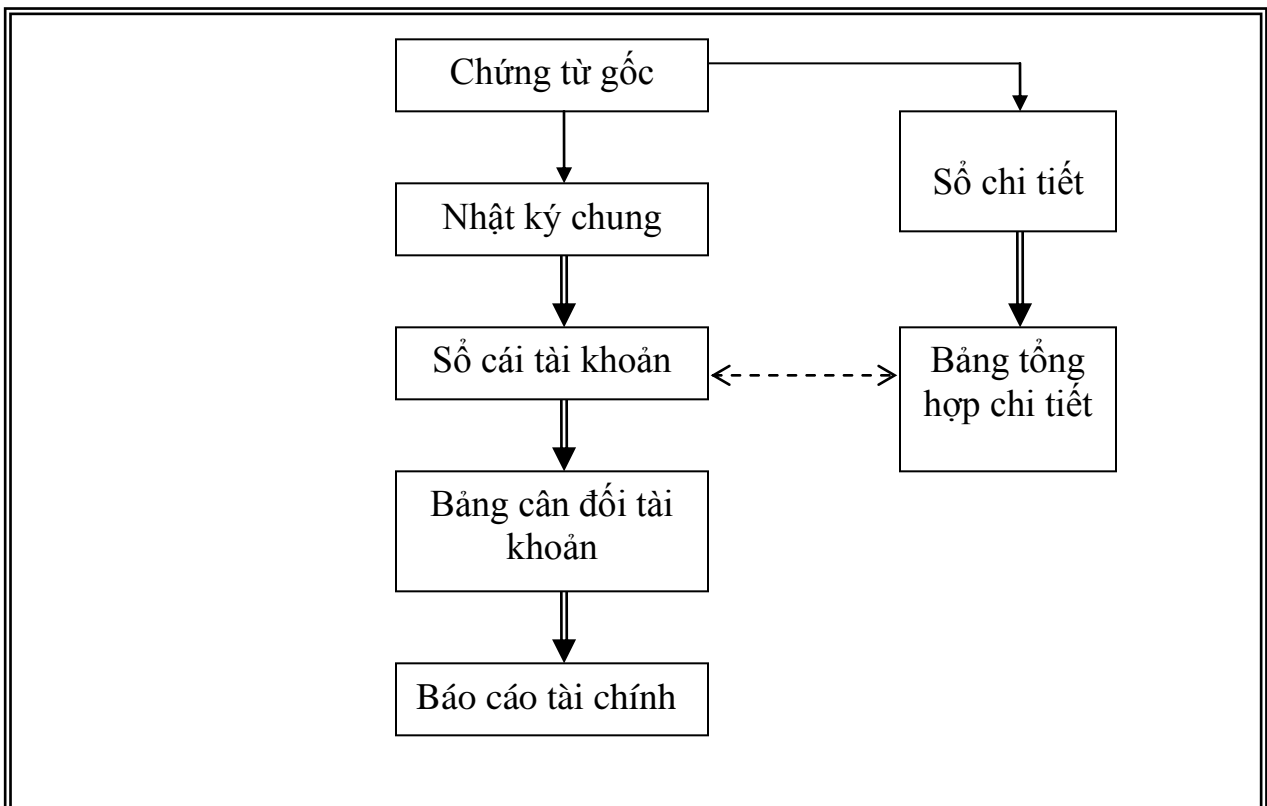 Chứng từ gốc
Sổ chi tiết
Nhật ký chung
Sổ cái tài khoản
Bảng tổng
hợp chi tiết
Bảng cân đối tài
khoản
Báo cáo tài chính